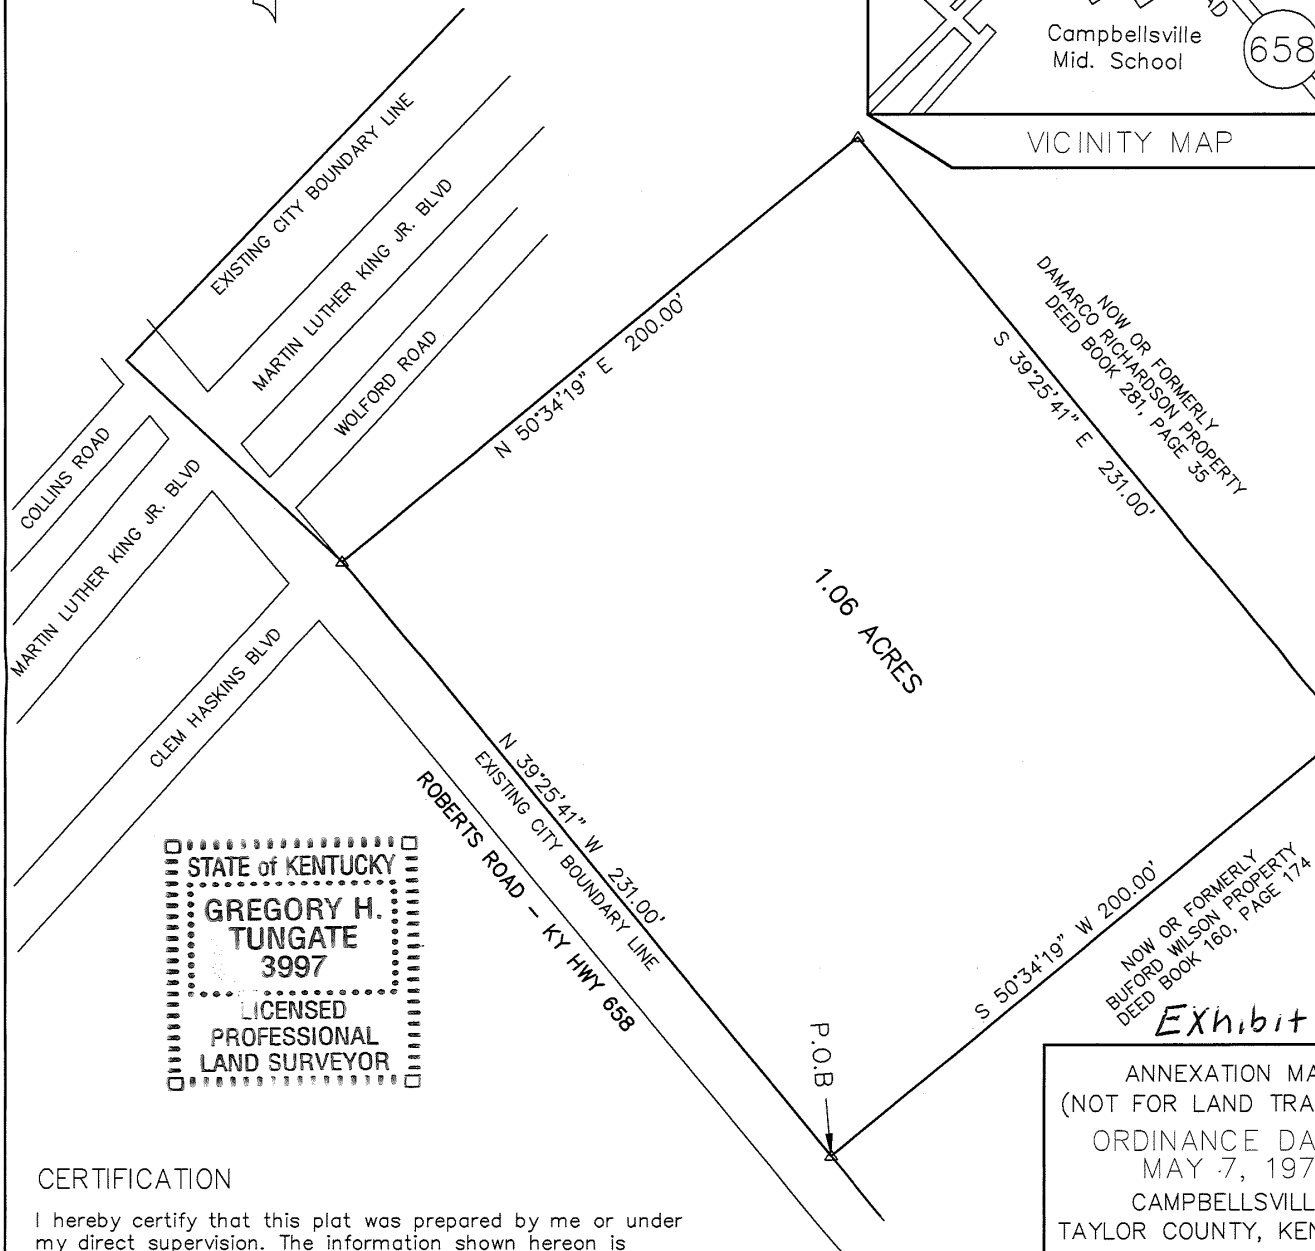 Campbellsville
Mid. School
658
VICINITY MAP
EXISTING CITY BOUNDARY LINE
MARTIN LUTHER KING JR. BLVD
WOLFORD ROAD
COLLINS ROAD
MARTIN LUTHER KING JR. BLVD
CLEM HASKINS BLVD
N 50°34'19" E 200.00'
S 39°25'41" E 231.00'
NOW OR FORMERLY
DAMARCO RICHARDSON PROPERTY
DEED BOOK 281, PAGE 35
1.06 ACRES
N 39°25'41" W 231.00'
EXISTING CITY BOUNDARY LINE
ROBERTS ROAD - KY HWY 658
S 50°34'19" W 200.00'
NOW OR FORMERLY
BUFORD WILSON PROPERTY
DEED BOOK 160, PAGE 174
P.O.B
STATE of KENTUCKY
GREGORY H.
TUNGATE
3997
LICENSED
PROFESSIONAL
LAND SURVEYOR
Exhibit
ANNEXATION MA
(NOT FOR LAND TRA
ORDINANCE DA
MAY 7, 197
CAMPBELLSVILL
TAYLOR COUNTY, KEN
CERTIFICATION
I hereby certify that this plat was prepared by me or under
my direct supervision. The information shown hereon is